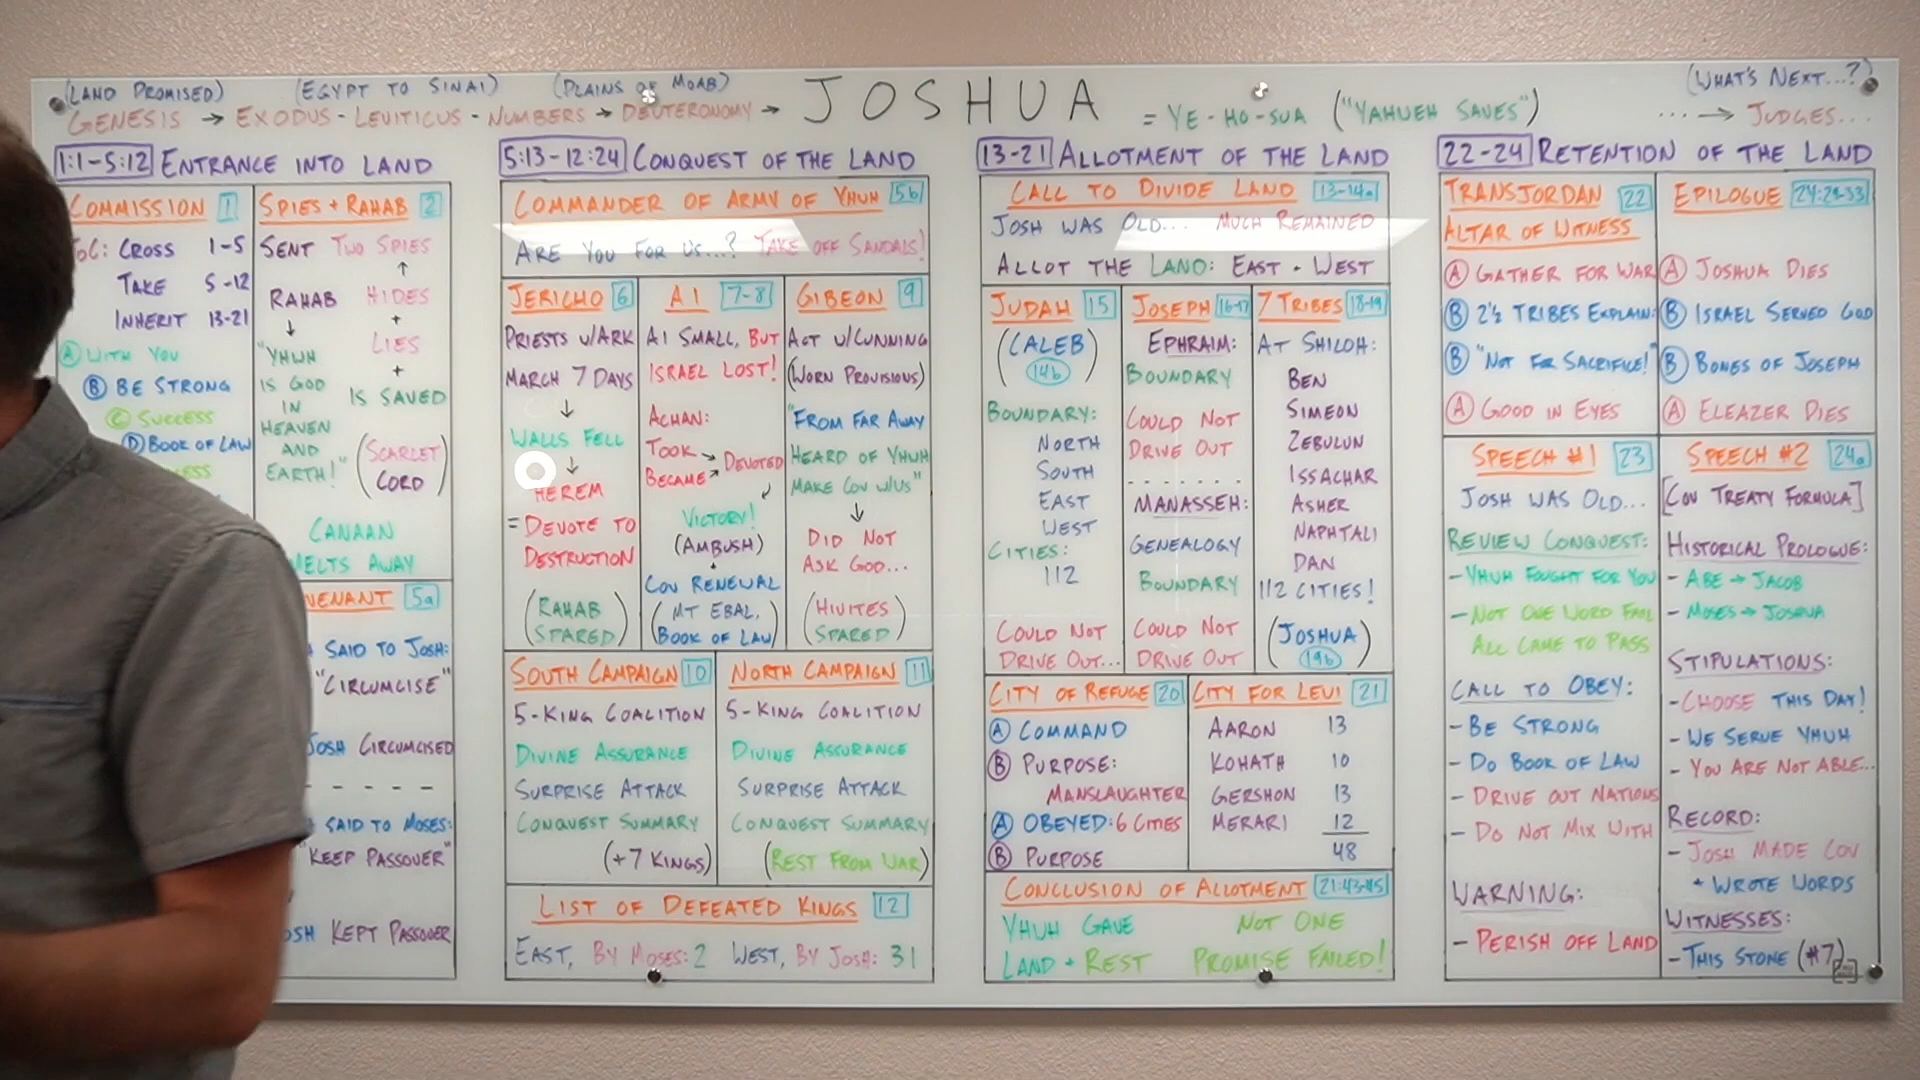 (LAND PROMISED) (EGYPT TO SINAI) (PLAINS OF MOAB)
GENESIS → EXODUS - LEVITICUS - NUMBERS → DEUTERONOMY → JOSHUA = YE-HO-SUA ("YAHWEH SAVES")
(WHAT'S NEXT...?)
....→ JUDGES...
1:1-5:12 ENTRANCE INTO LAND
COMMISSION 1
ToC: CROSS 1-5
TAKE 5-12
INHERIT 13-21
(A) WITH YOU
(B) BE STRONG
(C) SUCCESS
(D) BOOK OF LAW
SPIES + RAHAB 2
SENT TWO SPIES
↑
RAHAB HIDES
↓ +
LIES
+
IS SAVED
"YHWH
IS GOD
IN
HEAVEN
AND
EARTH!"
(SCARLET
CORD)
CANAAN
MELTS AWAY
5a
SAID TO JOSH:
"CIRCUMCISE"
JOSH CIRCUMCISED
- - - - -
SAID TO MOSES:
"KEEP PASSOVER"
JOSH KEPT PASSOVER
5:13-12:24 CONQUEST OF THE LAND
COMMANDER OF ARMY OF YHWH 5b
ARE YOU FOR US...? TAKE OFF SANDALS!
JERICHO 6
PRIESTS W/ARK
MARCH 7 DAYS
↓
WALLS FELL
↓
HEREM
= DEVOTE TO
DESTRUCTION
(RAHAB
SPARED)
AI 7-8
AI SMALL, BUT
ISRAEL LOST!
ACHAN:
TOOK → DEVOTED
BECAME ↗
VICTORY!
(AMBUSH)
COV RENEWAL
(MT EBAL,
BOOK OF LAW)
GIBEON 9
ACT W/CUNNING
(WORN PROVISIONS)
"FROM FAR AWAY
HEARD OF YHWH
MAKE COV W/US"
↓
DID NOT
ASK GOD...
(HIVITES
SPARED)
SOUTH CAMPAIGN 10
5-KING COALITION
DIVINE ASSURANCE
SURPRISE ATTACK
CONQUEST SUMMARY
(+7 KINGS)
NORTH CAMPAIGN 11
5-KING COALITION
DIVINE ASSURANCE
SURPRISE ATTACK
CONQUEST SUMMARY
(REST FROM WAR)
LIST OF DEFEATED KINGS 12
EAST, BY MOSES: 2 WEST, BY JOSH: 31
13-21 ALLOTMENT OF THE LAND
CALL TO DIVIDE LAND 13-14a
JOSH WAS OLD... MUCH REMAINED
ALLOT THE LAND: EAST + WEST
JUDAH 15
(CALEB
14b)
BOUNDARY:
NORTH
SOUTH
EAST
WEST
CITIES:
112
COULD NOT
DRIVE OUT...
JOSEPH 16-17
EPHRAIM:
BOUNDARY
COULD NOT
DRIVE OUT
- - - - - - -
MANASSEH:
GENEALOGY
BOUNDARY
COULD NOT
DRIVE OUT
7 TRIBES 18-19
AT SHILOH:
BEN
SIMEON
ZEBULUN
ISSACHAR
ASHER
NAPHTALI
DAN
112 CITIES!
(JOSHUA
19b)
CITY OF REFUGE 20
(A) COMMAND
(B) PURPOSE:
MANSLAUGHTER
(A) OBEYED: 6 CITIES
(B) PURPOSE
CITY FOR LEVI 21
AARON 13
KOHATH 10
GERSHON 13
MERARI 12
48
CONCLUSION OF ALLOTMENT 21:43-45
YHWH GAVE
LAND + REST
NOT ONE
PROMISE FAILED!
22-24 RETENTION OF THE LAND
TRANSJORDAN 22
ALTAR OF WITNESS
(A) GATHER FOR WAR
(B) 2½ TRIBES EXPLAIN:
(B) "NOT FOR SACRIFICE!"
(A) GOOD IN EYES
EPILOGUE 24:29-33
(A) JOSHUA DIES
(B) ISRAEL SERVED GOD
(B) BONES OF JOSEPH
(A) ELEAZER DIES
SPEECH #1 23
JOSH WAS OLD...
REVIEW CONQUEST:
- YHWH FOUGHT FOR YOU
- NOT ONE WORD FAIL
ALL CAME TO PASS
CALL TO OBEY:
- BE STRONG
- DO BOOK OF LAW
- DRIVE OUT NATIONS
- DO NOT MIX WITH
WARNING:
- PERISH OFF LAND
SPEECH #2 24a
[COV TREATY FORMULA]
HISTORICAL PROLOGUE:
- ABE → JACOB
- MOSES → JOSHUA
STIPULATIONS:
- CHOOSE THIS DAY!
- WE SERVE YHWH
- YOU ARE NOT ABLE...
RECORD:
- JOSH MADE COV
+ WROTE WORDS
WITNESSES:
- THIS STONE (#7)